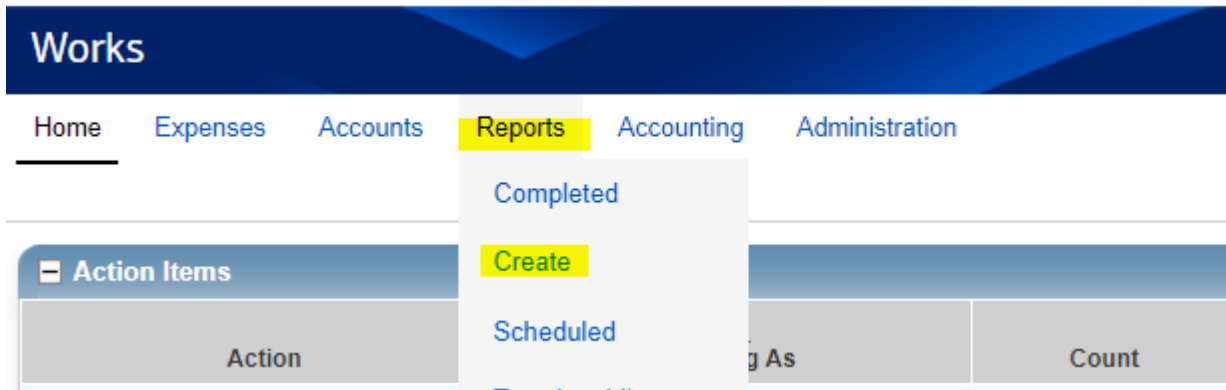 Works
Home Expenses Accounts Reports Accounting Administration
Completed
Create
Action Items
Scheduled
Action g As Count